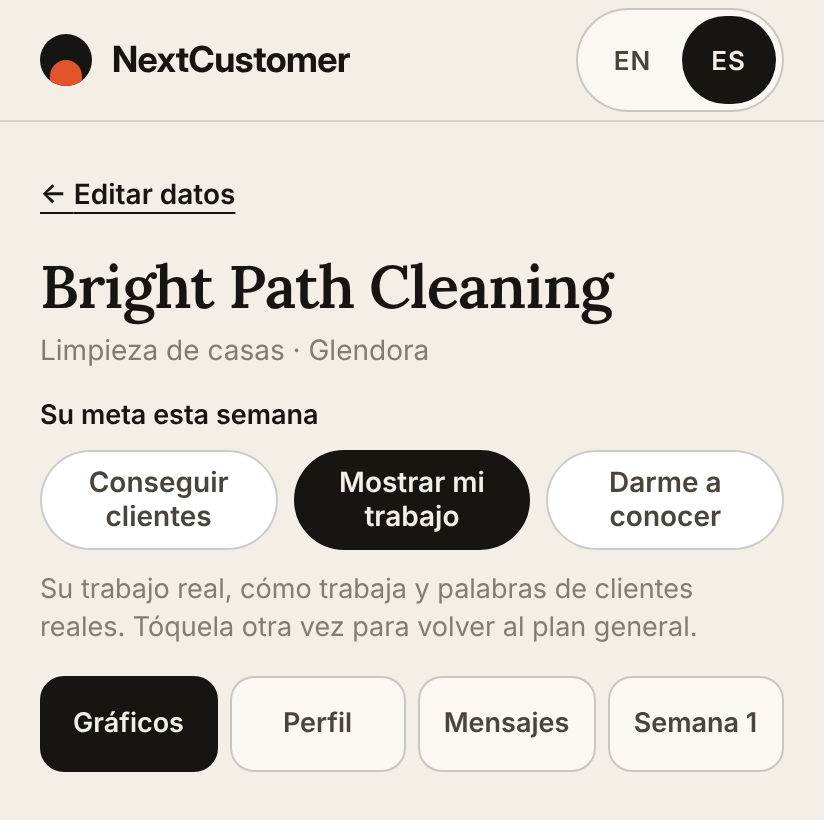 NextCustomer
EN
ES
← Editar datos
Bright Path Cleaning
Limpieza de casas · Glendora
Su meta esta semana
Conseguir
clientes
Mostrar mi
trabajo
Darme a
conocer
Su trabajo real, cómo trabaja y palabras de clientes
reales. Tóquela otra vez para volver al plan general.
Gráficos
Perfil
Mensajes
Semana 1